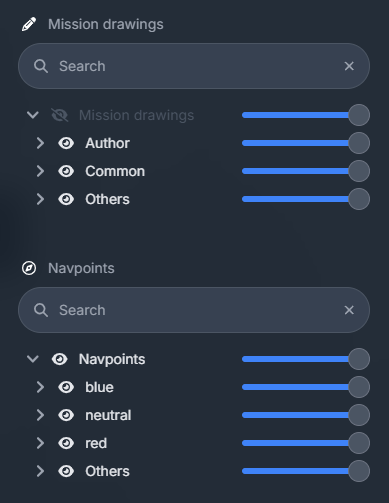 Mission drawings
Search
Mission drawings
Author
Common
Others
Navpoints
Search
Navpoints
blue
neutral
red
Others